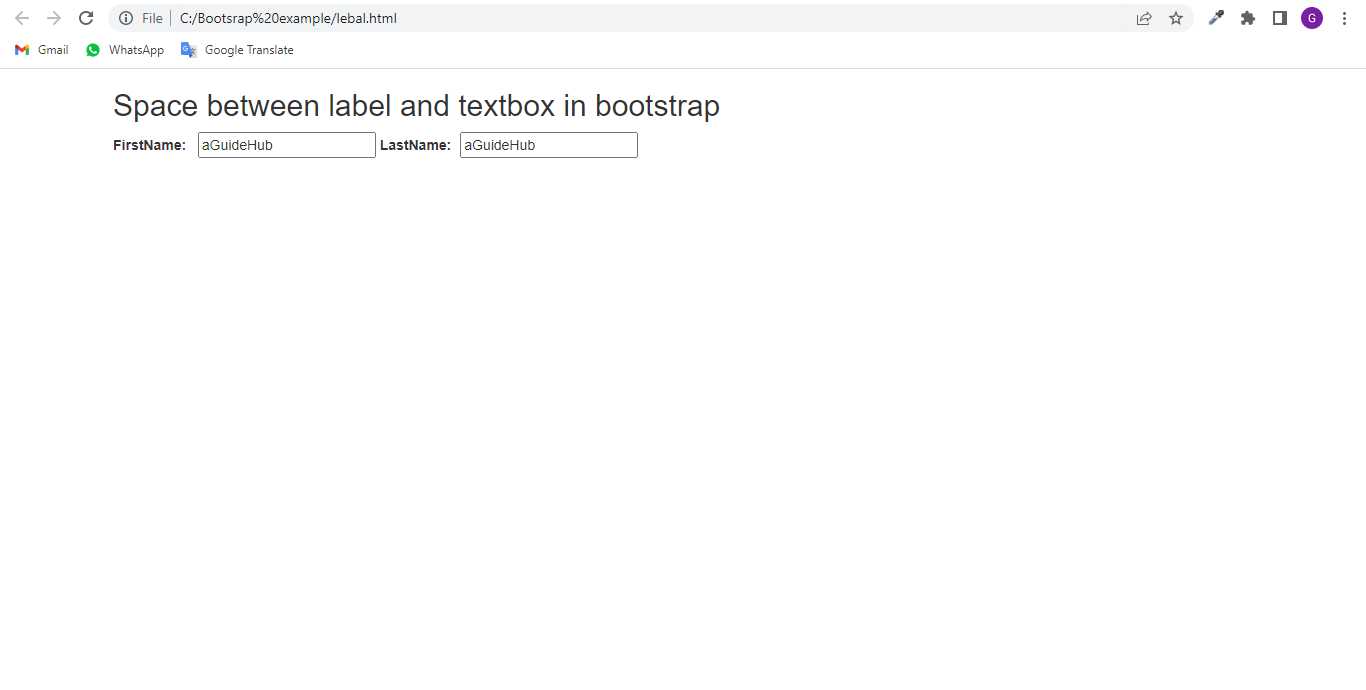 File C:/Bootsrap%20example/lebal.html
G
Gmail WhatsApp Google Translate
Space between label and textbox in bootstrap
FirstName: aGuideHub LastName: aGuideHub